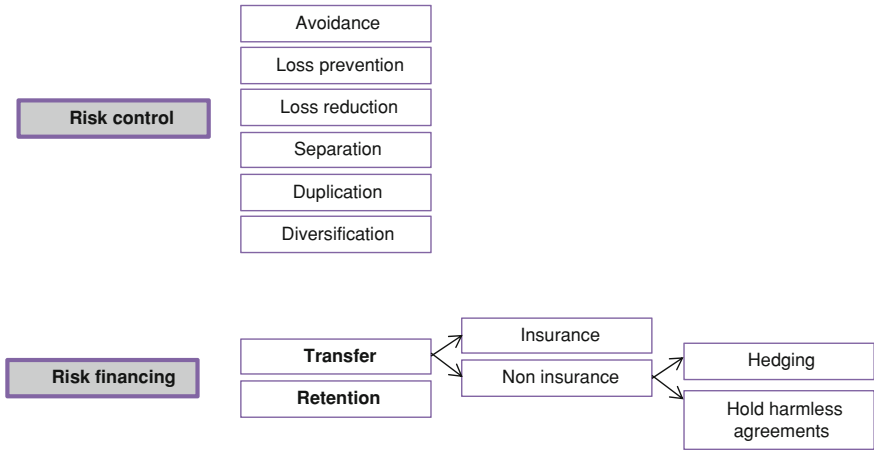 Avoidance
Loss prevention
Loss reduction
Risk control
Separation
Duplication
Diversification
Insurance
Transfer
Hedging
Risk financing
Non insurance
Retention
Hold harmless
agreements